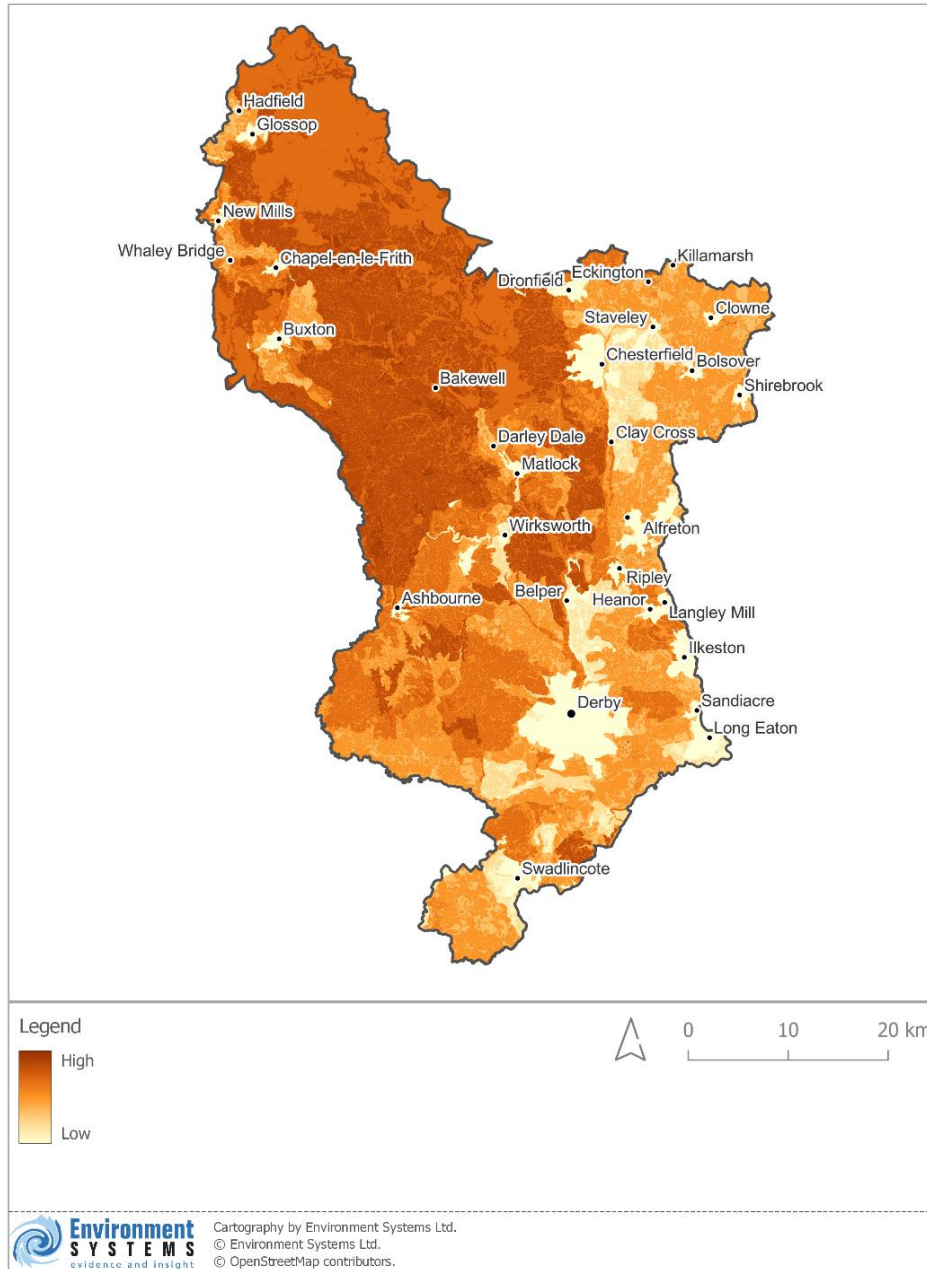 Hadfield
Glossop
New Mills
Whaley Bridge
Chapel-en-le-Frith
Killamarsh
Eckington
Dronfield
Clowne
Staveley
Buxton
Chesterfield
Bolsover
Bakewell
Shirebrook
Darley Dale
Clay Cross
Matlock
Wirksworth
Alfreton
Ripley
Belper
Ashbourne
Heanor
Langley Mill
Ilkeston
Derby
Sandiacre
Long Eaton
Swadlincote
Legend
High
Low
0 10 20 km
Environment
SYSTEMS
evidence and insight
Cartography by Environment Systems Ltd.
© Environment Systems Ltd.
© OpenStreetMap contributors.